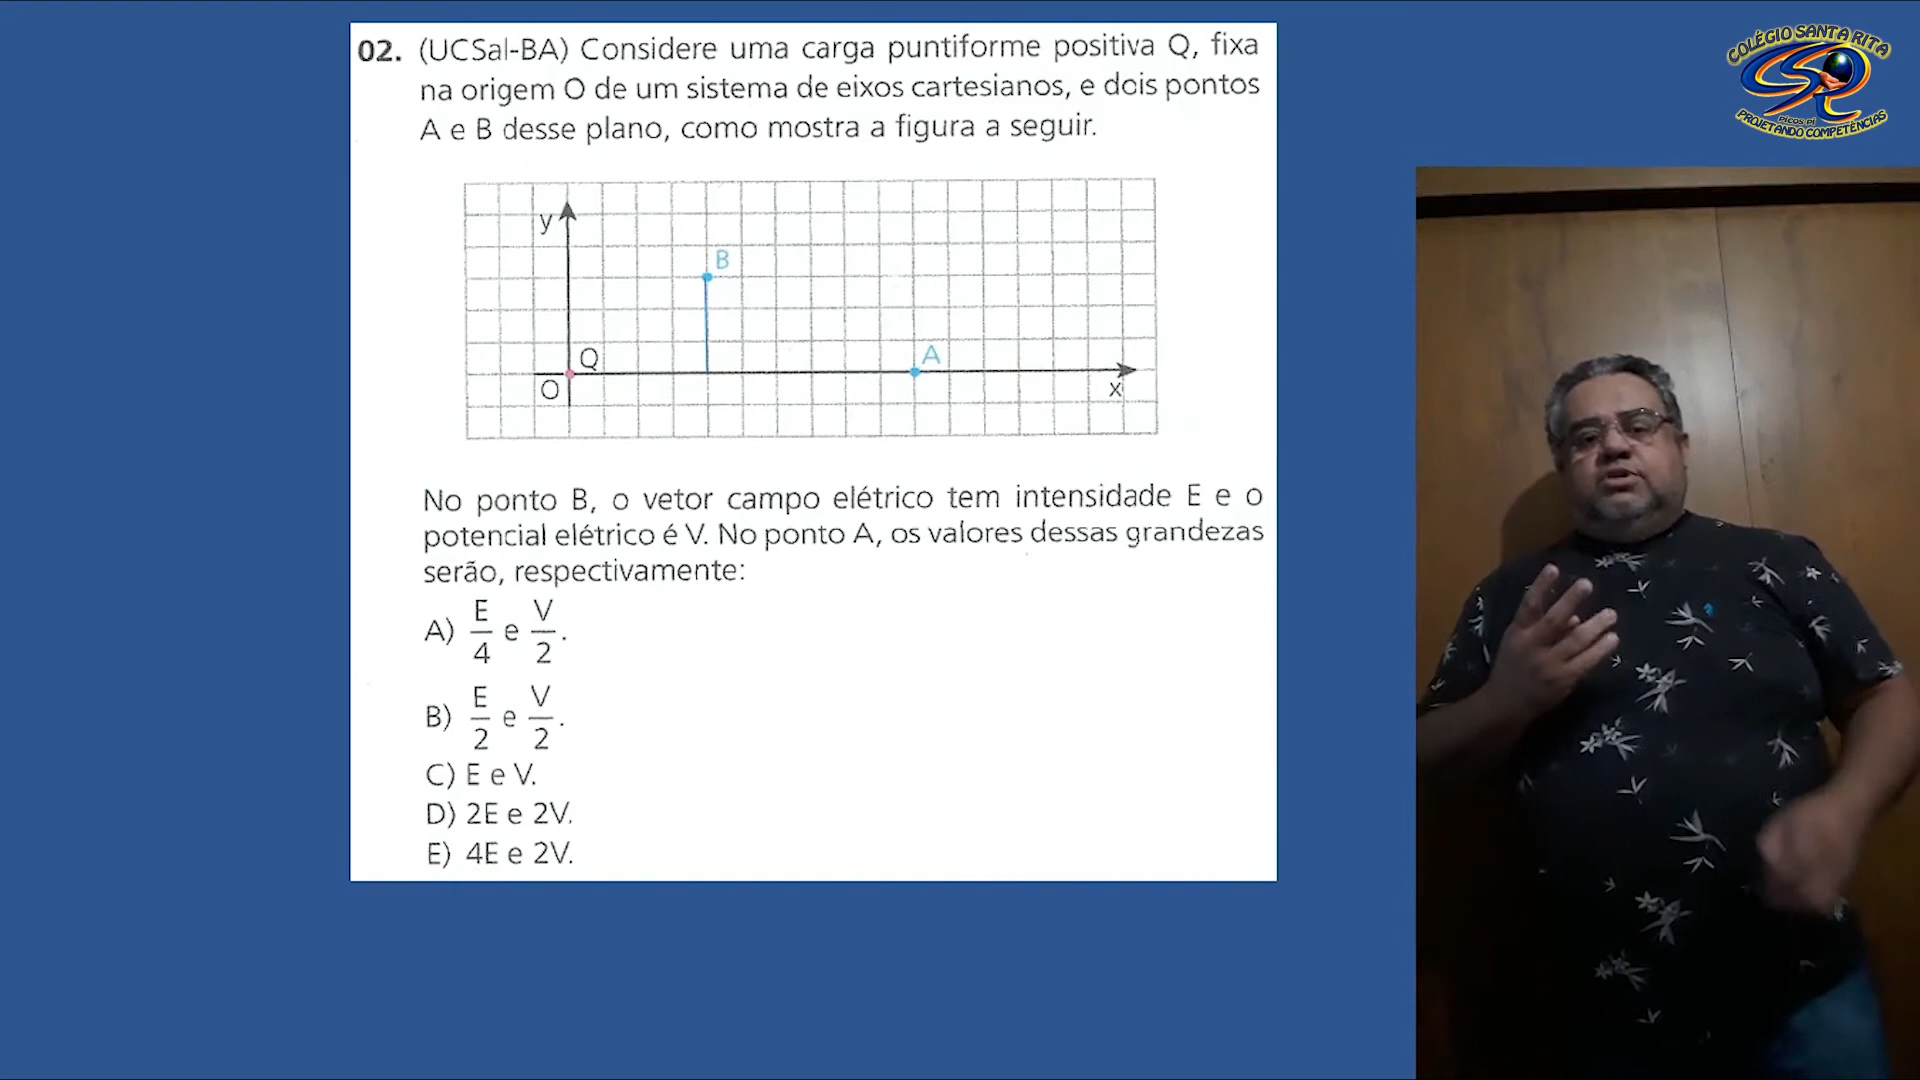 COLÉGIO SANTA RITA
Picos PI
PROJETANDO COMPETÊNCIAS
02. (UCSal-BA) Considere uma carga puntiforme positiva Q, fixa
na origem O de um sistema de eixos cartesianos, e dois pontos
A e B desse plano, como mostra a figura a seguir.
y
B
Q
A
O
x
No ponto B, o vetor campo elétrico tem intensidade E e o
potencial elétrico é V. No ponto A, os valores dessas grandezas
serão, respectivamente:
A) E/4 e V/2.
B) E/2 e V/2.
C) E e V.
D) 2E e 2V.
E) 4E e 2V.